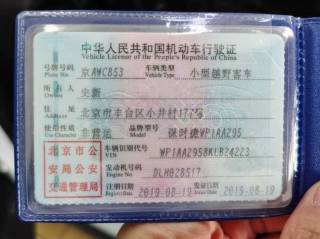 中华人民共和国机动车行驶证
Vehicle License of the People's Republic of China
号牌号码 京AWC853 车辆类型 小型越野客车
Plate No. Vehicle Type
所有人 史新
Owner
住址 北京市丰台区小井村177号
Address
使用性质 非营运 品牌型号 保时捷WP1AA295
Use Character Model
北京市公 车辆识别代号 WP1AA2958KLB24223
VIN
安局公安 发动机号码 DLH028517
Engine No.
交通管理局 注册日期 2019-08-19 发证日期 2019-08-19
Register Date Issue Date